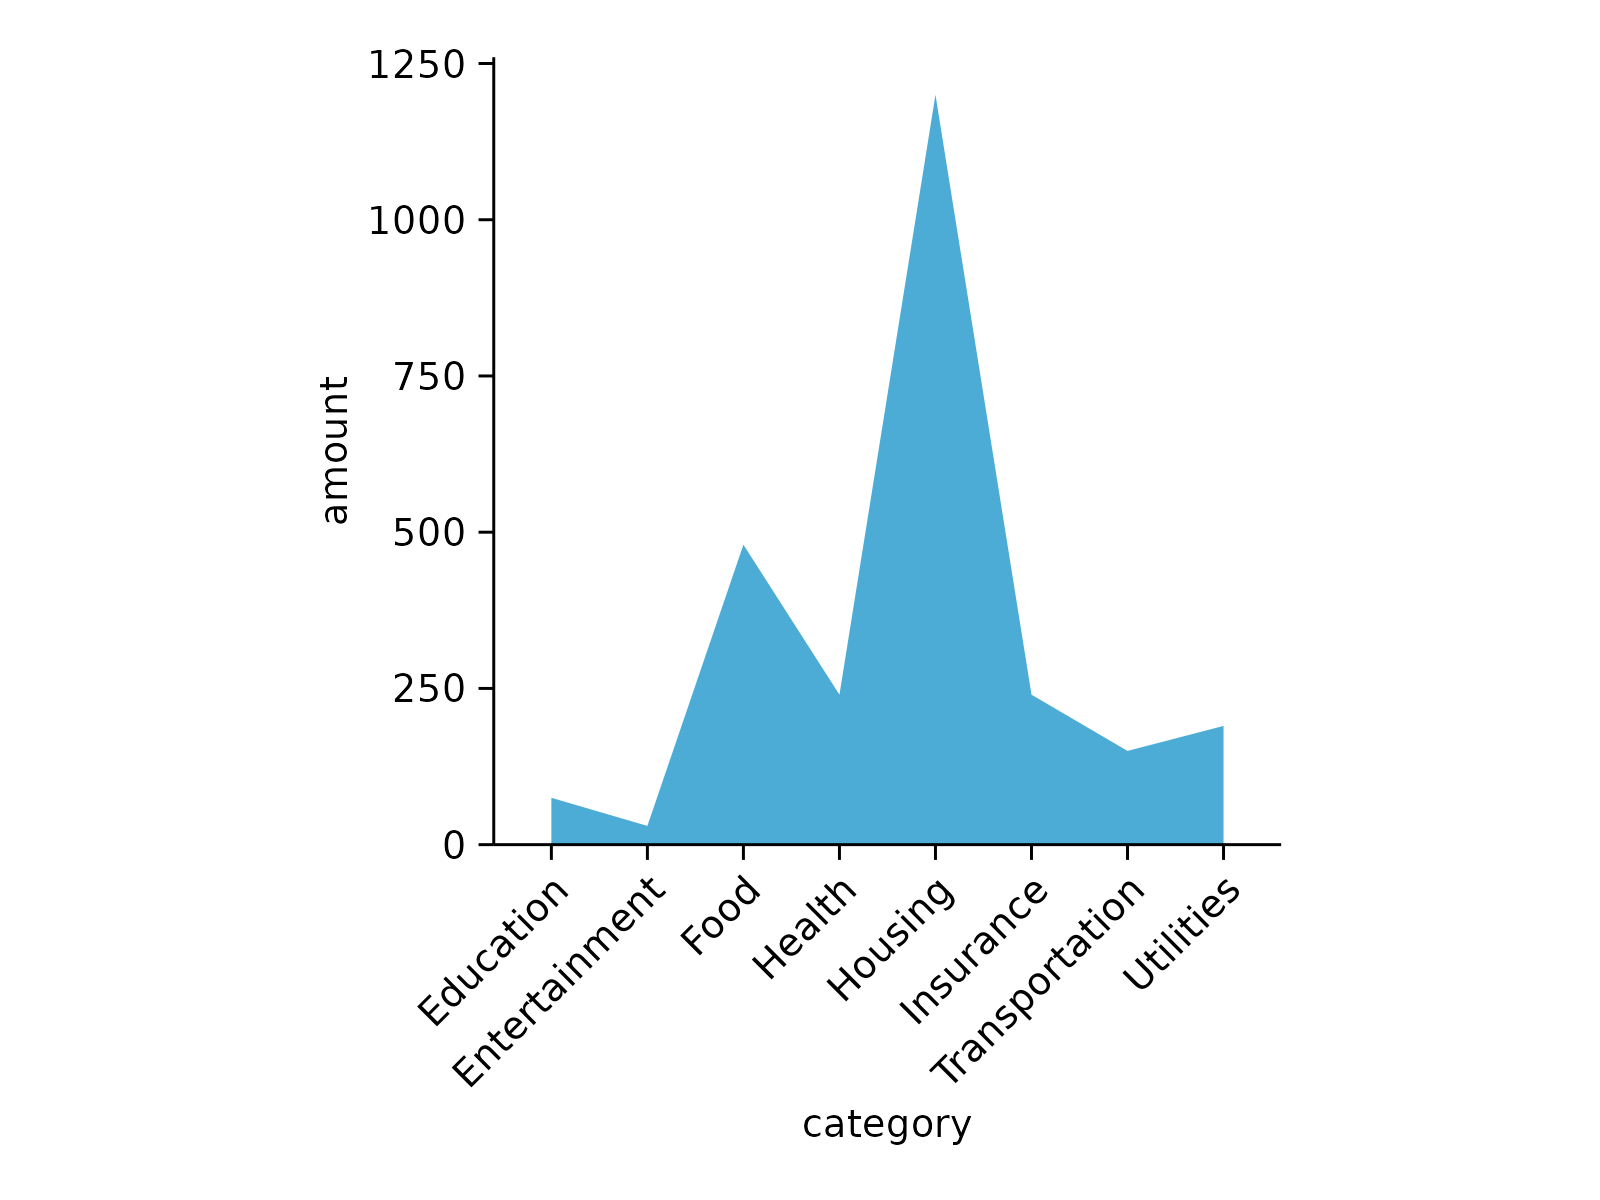 1250
1000
750
500
250
0
amount
Education
Entertainment
Food
Health
Housing
Insurance
Transportation
Utilities
category